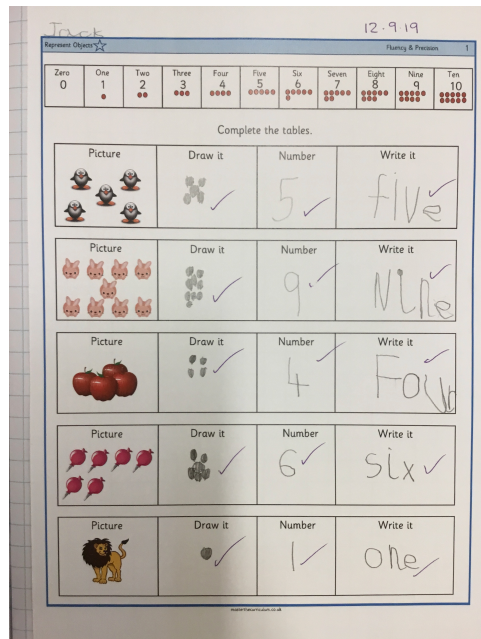 Jack
12.9.19
Represent Objects
Fluency & Precision 1
Zero One Two Three Four Five Six Seven Eight Nine Ten
0 1 2 3 4 5 6 7 8 9 10
Complete the tables.
Picture Draw it Number Write it
5 five
Picture Draw it Number Write it
9 Nine
Picture Draw it Number Write it
4 Four
Picture Draw it Number Write it
6 six
Picture Draw it Number Write it
1 one
masterthecurriculum.co.uk